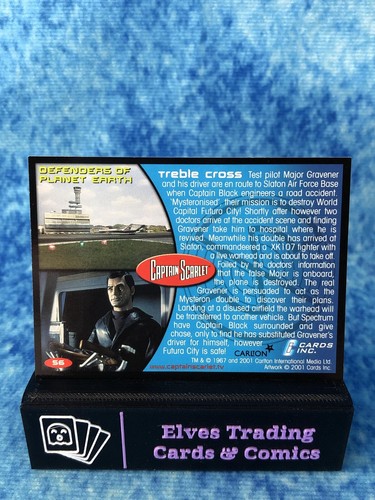 DEFENDERS OF
PLANET EARTH
Treble Cross Test pilot Major Gravener
and his driver are en route to Slaton Air Force Base
when Captain Black engineers a road accident.
'Mysteronised', their mission is to destroy World
Capital Futura City! Shortly after however two
doctors arrive at the accident scene and finding
Gravener take him to hospital where he is
revived. Meanwhile his double has arrived at
Slaton, commandeered a XK107 fighter with
a live warhead and is about to take off.
Foiled by the doctors' information
that the false Major is onboard,
the plane is destroyed. The real
Gravener, is persuaded to act as the
Mysteron double to discover their plans.
Landing at a disused airfield the warhead will
be transferred to another vehicle. But Spectrum
have Captain Black surrounded and give
chase, only to find he has substituted Gravener's
driver for himself, however
Futura City is safe!
CAPTAIN SCARLET
56
CARLTON
CARDS INC.
TM & © 1967 and 2001 Carlton International Media Ltd.
www.captainscarlet.tv
Artwork © 2001 Cards Inc.
Elves Trading
Cards & Comics